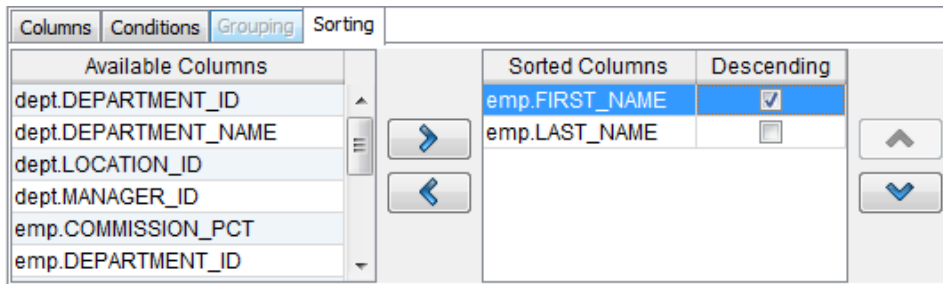 Columns Conditions Grouping Sorting
Available Columns
dept.DEPARTMENT_ID
dept.DEPARTMENT_NAME
dept.LOCATION_ID
dept.MANAGER_ID
emp.COMMISSION_PCT
emp.DEPARTMENT_ID
Sorted Columns Descending
emp.FIRST_NAME
emp.LAST_NAME